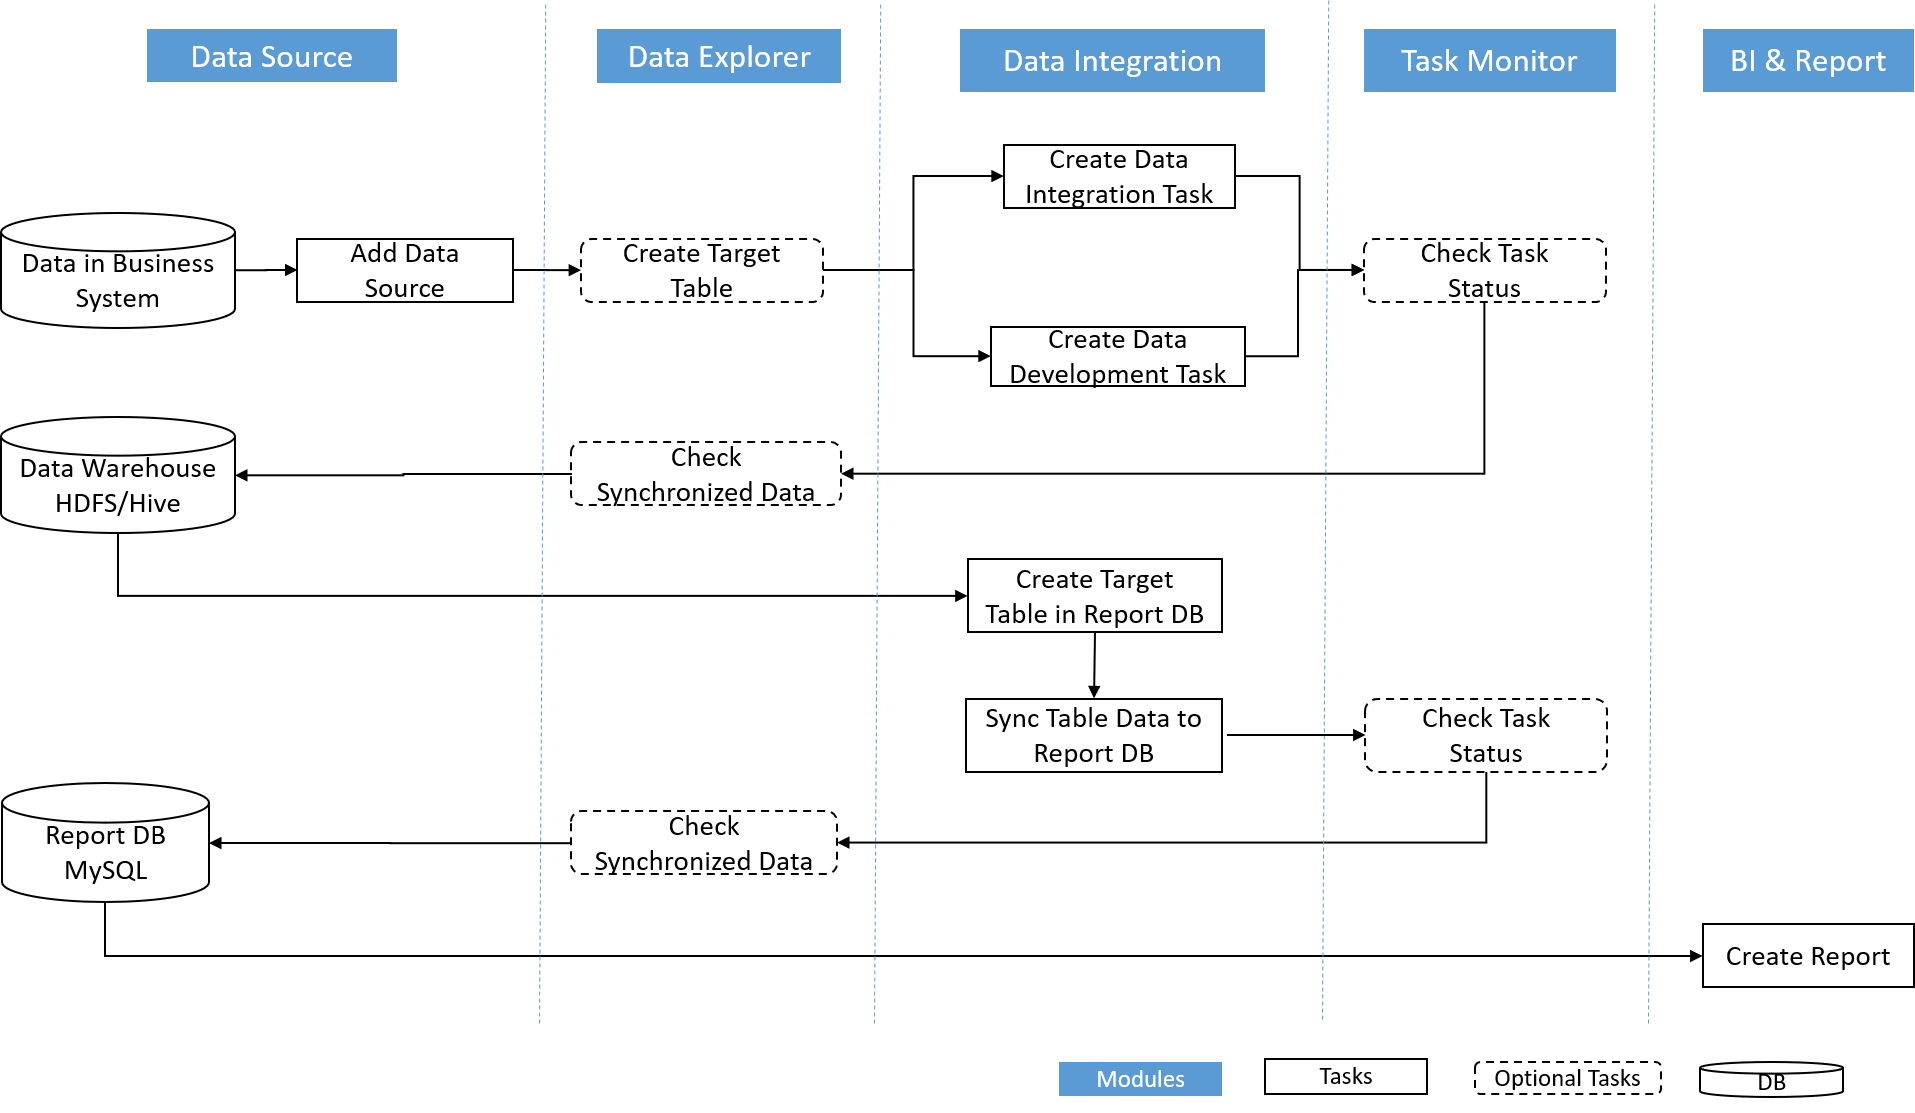 Data Source
Data Explorer
Data Integration
Task Monitor
BI & Report
Create Data
Integration Task
Data in Business
System
Add Data
Source
Create Target
Table
Check Task
Status
Create Data
Development Task
Data Warehouse
HDFS/Hive
Check
Synchronized Data
Create Target
Table in Report DB
Sync Table Data to
Report DB
Check Task
Status
Report DB
MySQL
Check
Synchronized Data
Create Report
Modules
Tasks
Optional Tasks
DB